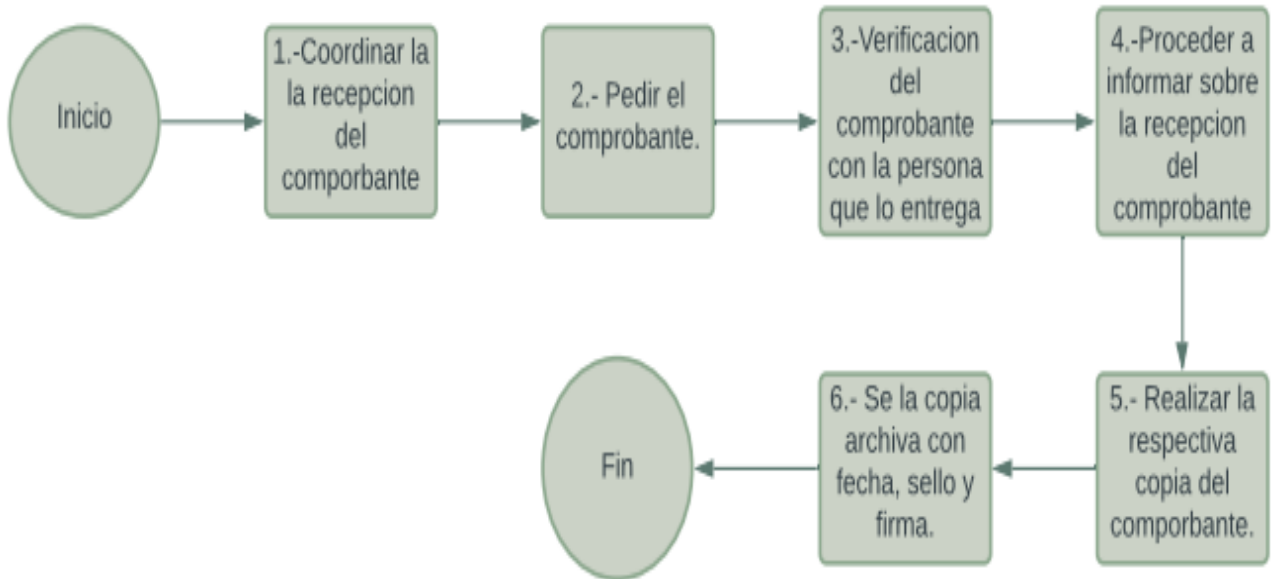 Inicio
1.-Coordinar la
la recepcion
del
comporbante
2.- Pedir el
comprobante.
3.-Verificacion
del
comprobante
con la persona
que lo entrega
4.-Proceder a
informar sobre
la recepcion
del
comprobante
5.- Realizar la
respectiva
copia del
comporbante.
6.- Se la copia
archiva con
fecha, sello y
firma.
Fin